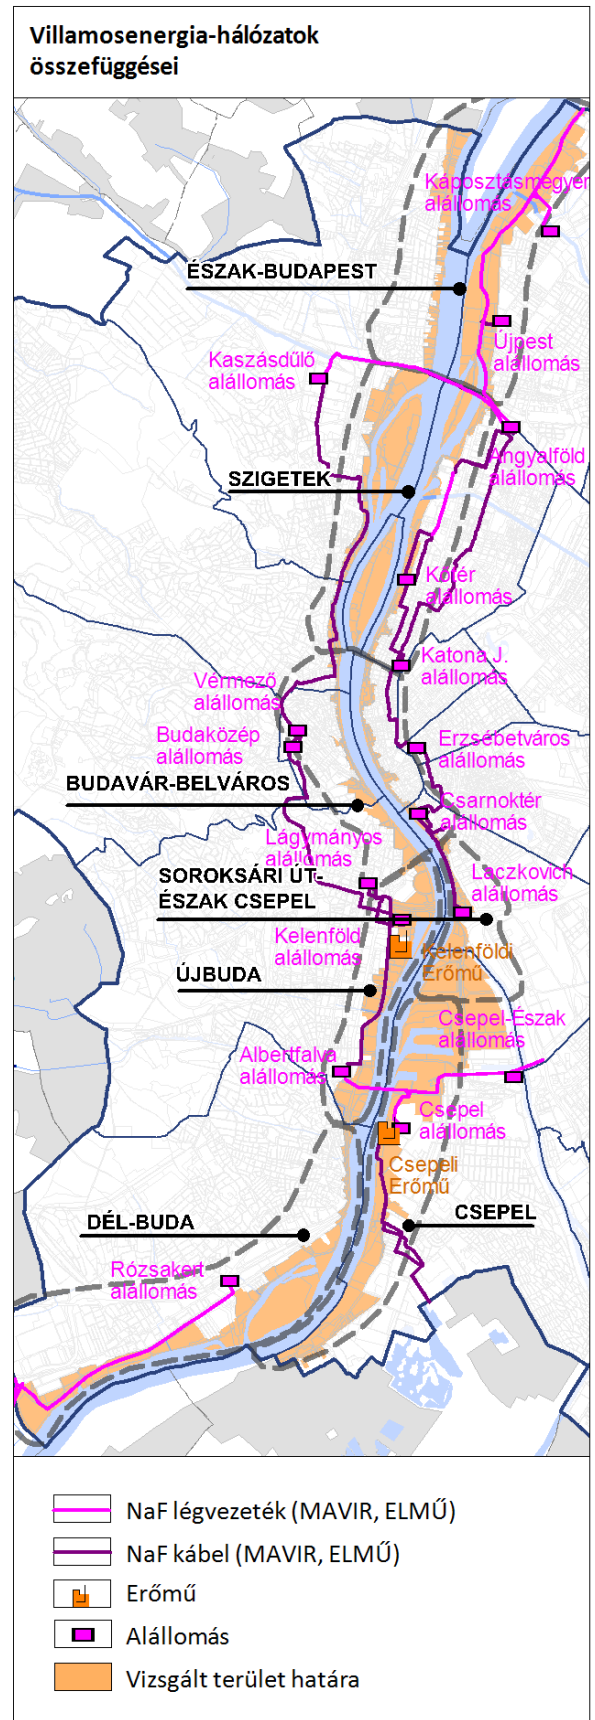 Villamosenergia-hálózatok
összefüggései
Káposztásmegyer
alállomás
ÉSZAK-BUDAPEST
Újpest
alállomás
Kaszásdűlő
alállomás
Angyalföld
alállomás
SZIGETEK
Kőtér
alállomás
Katona J.
alállomás
Vérmező
alállomás
Budaközép
alállomás
Erzsébetváros
alállomás
BUDAVÁR-BELVÁROS
Csarnoktér
alállomás
Lágymányos
alállomás
SOROKSÁRI ÚT-
ÉSZAK CSEPEL
Laczkovich
alállomás
Kelenföld
alállomás
Kelenföldi
Erőmű
ÚJBUDA
Csepel-Észak
alállomás
Albertfalva
alállomás
Csepel
alállomás
Csepeli
Erőmű
DÉL-BUDA
CSEPEL
Rózsakert
alállomás
NaF légvezeték (MAVIR, ELMŰ)
NaF kábel (MAVIR, ELMŰ)
Erőmű
Alállomás
Vizsgált terület határa